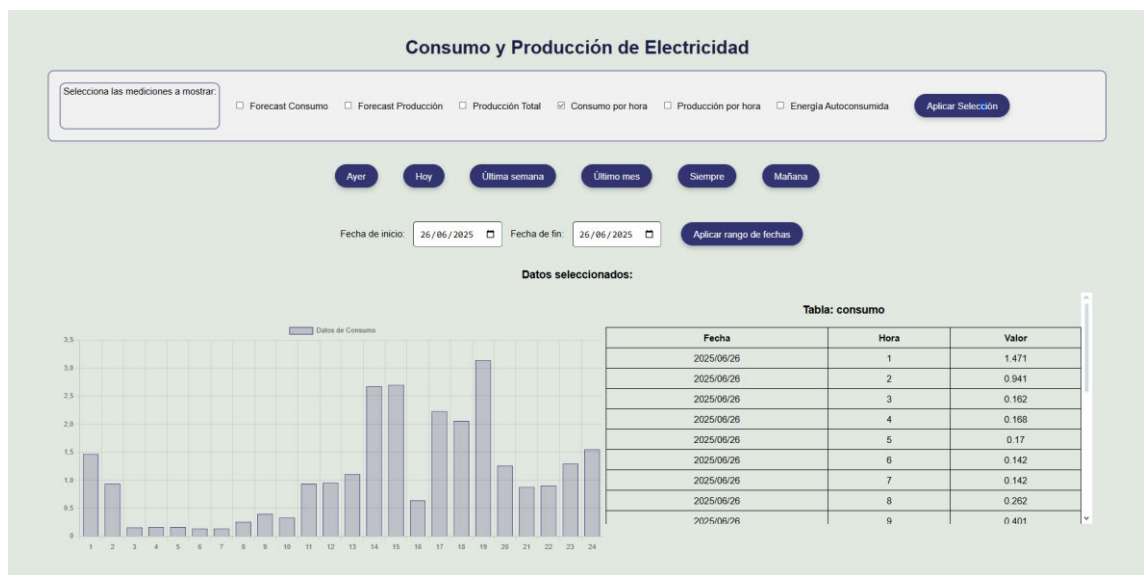 Consumo y Producción de Electricidad
Selecciona las mediciones a mostrar:
Forecast Consumo Forecast Producción Producción Total Consumo por hora Producción por hora Energía Autoconsumida Aplicar Selección
Ayer Hoy Última semana Último mes Siempre Mañana
Fecha de inicio: 26/06/2025 Fecha de fin: 26/06/2025 Aplicar rango de fechas
Datos seleccionados:
Datos de Consumo
3,5
3,0
2,5
2,0
1,5
1,0
0,5
0
1 2 3 4 5 6 7 8 9 10 11 12 13 14 15 16 17 18 19 20 21 22 23 24
Tabla: consumo
Fecha Hora Valor
2025/06/26 1 1.471
2025/06/26 2 0.941
2025/06/26 3 0.162
2025/06/26 4 0.168
2025/06/26 5 0.17
2025/06/26 6 0.142
2025/06/26 7 0.142
2025/06/26 8 0.262
2025/06/26 9 0.401